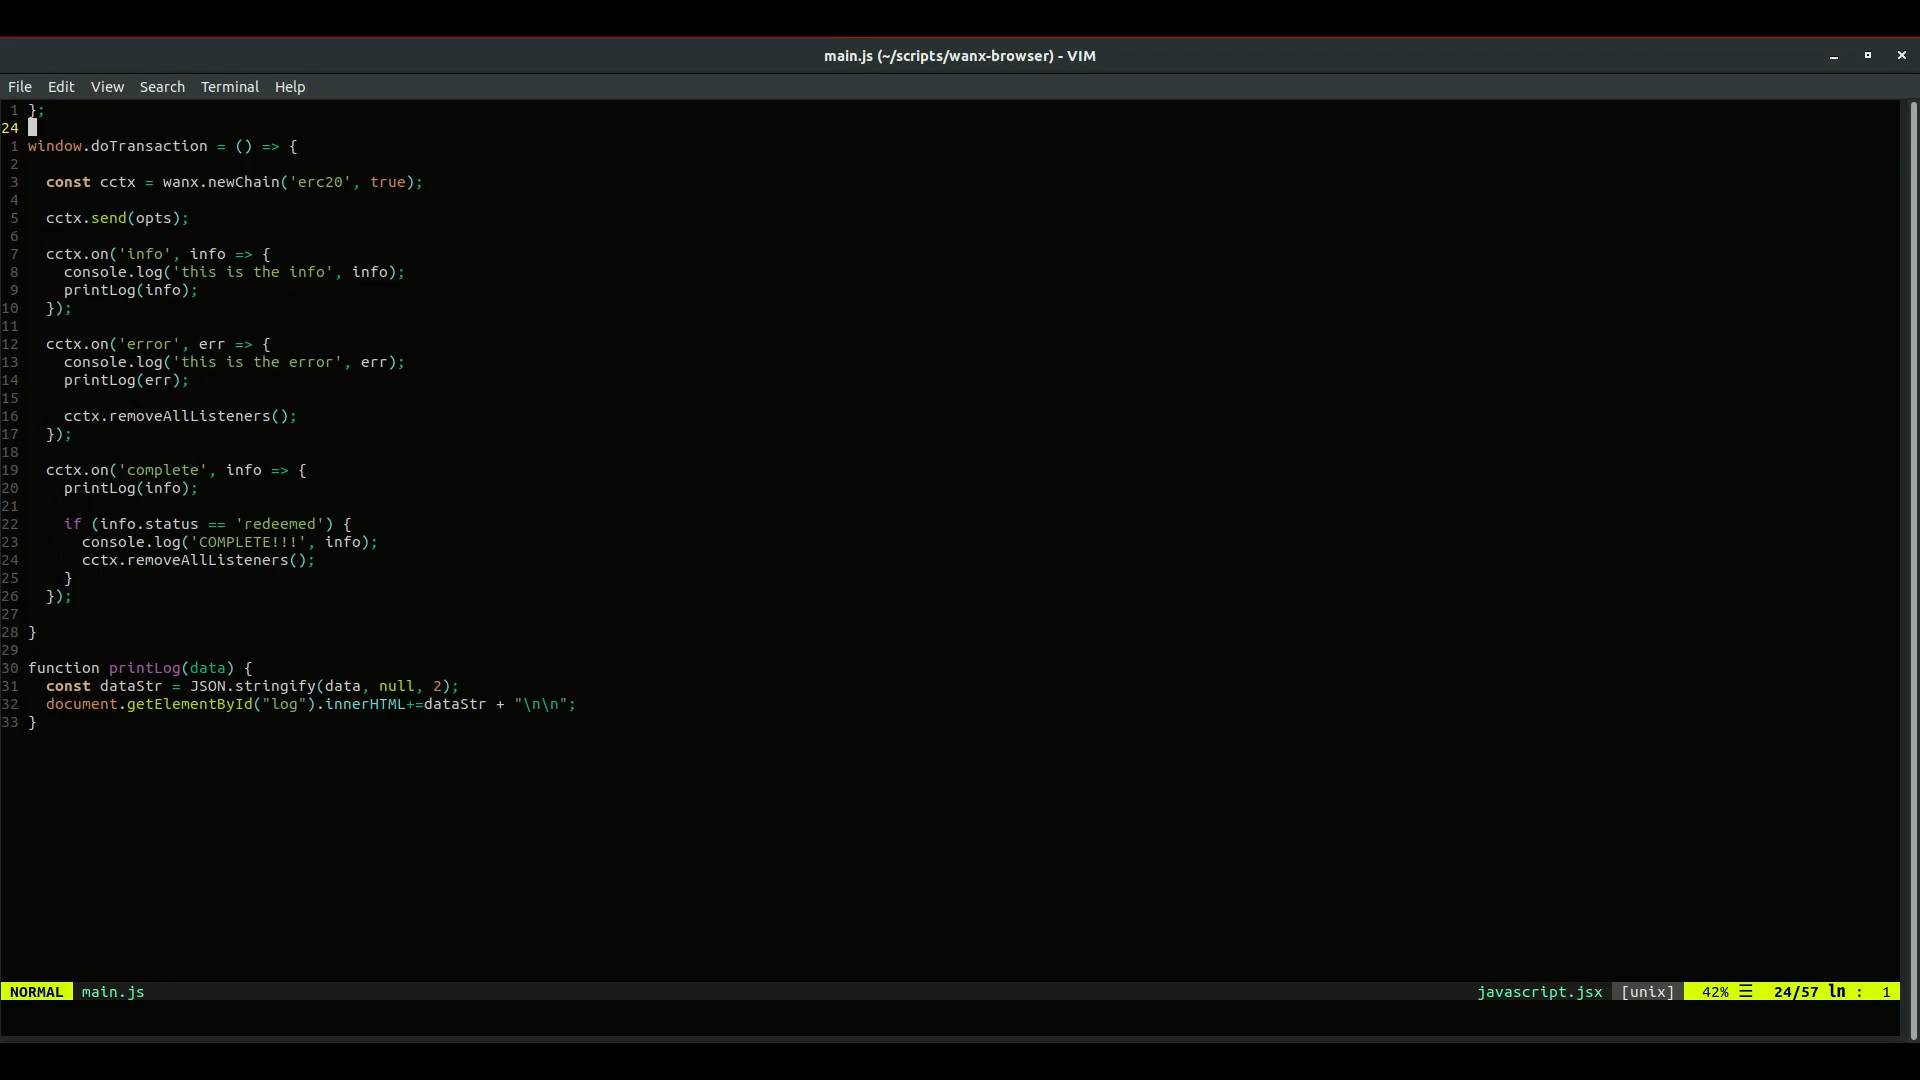 main.js (~/scripts/wanx-browser) - VIM
File Edit View Search Terminal Help
1 };
24
1 window.doTransaction = () => {
2
3   const cctx = wanx.newChain('erc20', true);
4
5   cctx.send(opts);
6
7   cctx.on('info', info => {
8     console.log('this is the info', info);
9     printLog(info);
10   });
11
12   cctx.on('error', err => {
13     console.log('this is the error', err);
14     printLog(err);
15
16     cctx.removeAllListeners();
17   });
18
19   cctx.on('complete', info => {
20     printLog(info);
21
22     if (info.status == 'redeemed') {
23       console.log('COMPLETE!!!', info);
24       cctx.removeAllListeners();
25     }
26   });
27
28 }
29
30 function printLog(data) {
31   const dataStr = JSON.stringify(data, null, 2);
32   document.getElementById("log").innerHTML+=dataStr + "\n\n";
33 }
NORMAL main.js javascript.jsx [unix] 42% ☰ 24/57 ln : 1